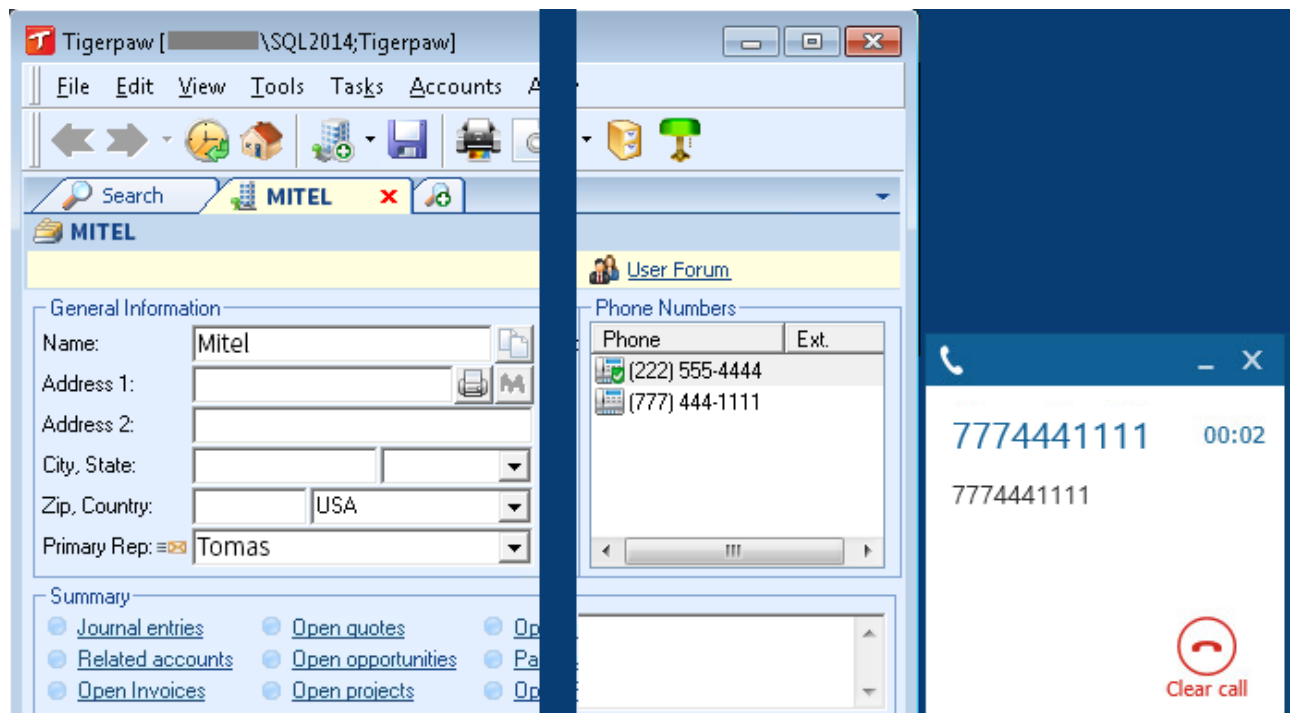 Tigerpaw [ \SQL2014;Tigerpaw]
File Edit View Tools Tasks Accounts
Search MITEL
MITEL
User Forum
General Information
Name: Mitel
Address 1:
Address 2:
City, State:
Zip, Country: USA
Primary Rep: Tomas
Phone Numbers
Phone Ext.
(222) 555-4444
(777) 444-1111
Summary
Journal entries Open quotes
Related accounts Open opportunities
Open Invoices Open projects
7774441111 00:02
7774441111
Clear call